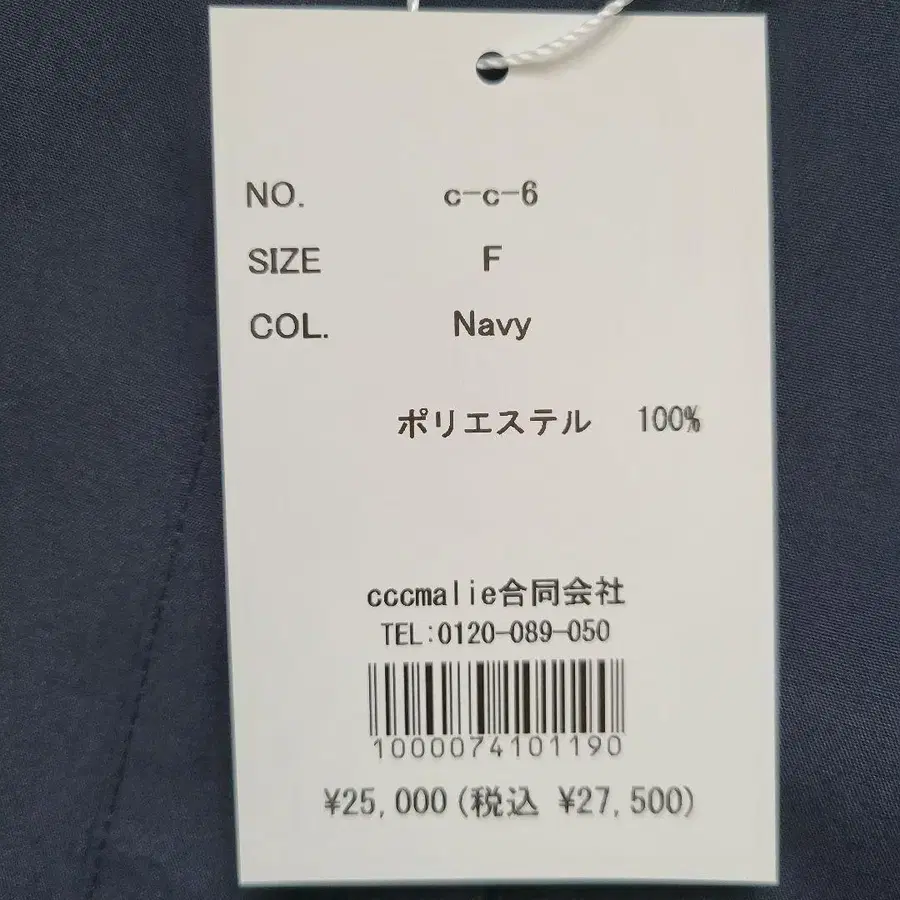 NO. c-c-6
SIZE F
COL. Navy
ポリエステル 100%
cccmalie合同会社
TEL:0120-089-050
1000074101190
¥25,000(税込 ¥27,500)